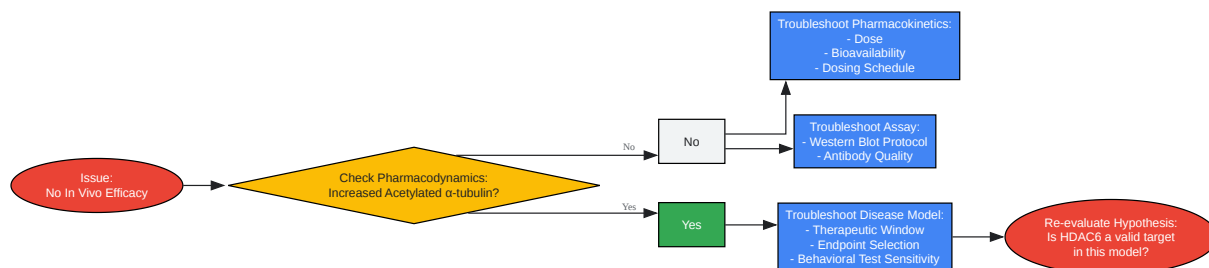 Issue:
No In Vivo Efficacy
Check Pharmacodynamics:
Increased Acetylated α-tubulin?
No
No
Troubleshoot Pharmacokinetics:
- Dose
- Bioavailability
- Dosing Schedule
Troubleshoot Assay:
- Western Blot Protocol
- Antibody Quality
Yes
Yes
Troubleshoot Disease Model:
- Therapeutic Window
- Endpoint Selection
- Behavioral Test Sensitivity
Re-evaluate Hypothesis:
Is HDAC6 a valid target
in this model?